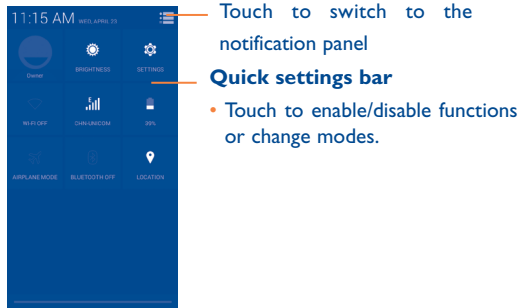 11:15 AM WED, APRIL 23
Owner
BRIGHTNESS
SETTINGS
WI-FI OFF
CHN-UNICOM
39%
AIRPLANE MODE
BLUETOOTH OFF
LOCATION
Touch to switch to the
notification panel
Quick settings bar
• Touch to enable/disable functions
or change modes.